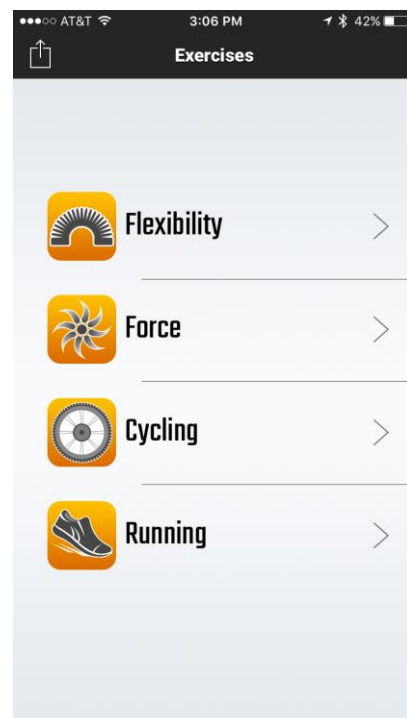 AT&T 3:06 PM 42%
Exercises
Flexibility
Force
Cycling
Running